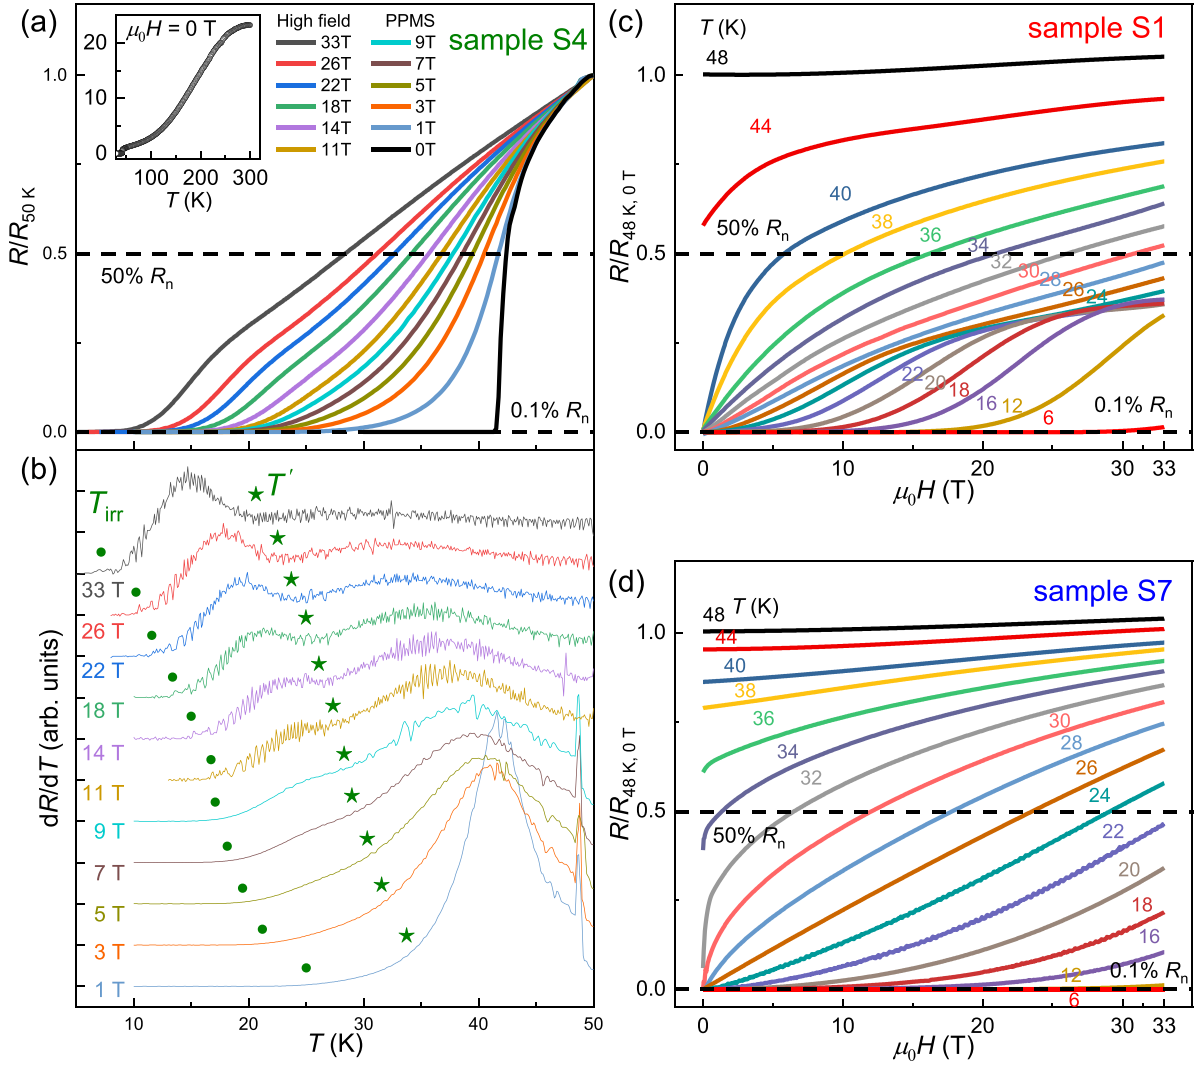 (a)
μ₀H = 0 T
20
10
0
100 200 300
T (K)
High field PPMS
33T 9T
26T 7T
22T 5T
18T 3T
14T 1T
11T 0T
sample S4
1.0
0.5
0.0
R/R50 K
50% Rn
0.1% Rn
(b)
Tirr
T′
33 T
26 T
22 T
18 T
14 T
11 T
9 T
7 T
5 T
3 T
1 T
dR/dT (arb. units)
10 20 30 40 50
T (K)
(c)
sample S1
T (K)
48
44
40
38
36
34
32
30
28
26
24
22
20
18
16
12
6
50% Rn
0.1% Rn
1.0
0.5
0.0
R/R48 K, 0 T
0 10 20 30 33
μ₀H (T)
(d)
sample S7
T (K)
48
44
40
38
36
34
32
30
28
26
24
22
20
18
16
12
6
50% Rn
0.1% Rn
1.0
0.5
0.0
R/R48 K, 0 T
0 10 20 30 33
μ₀H (T)